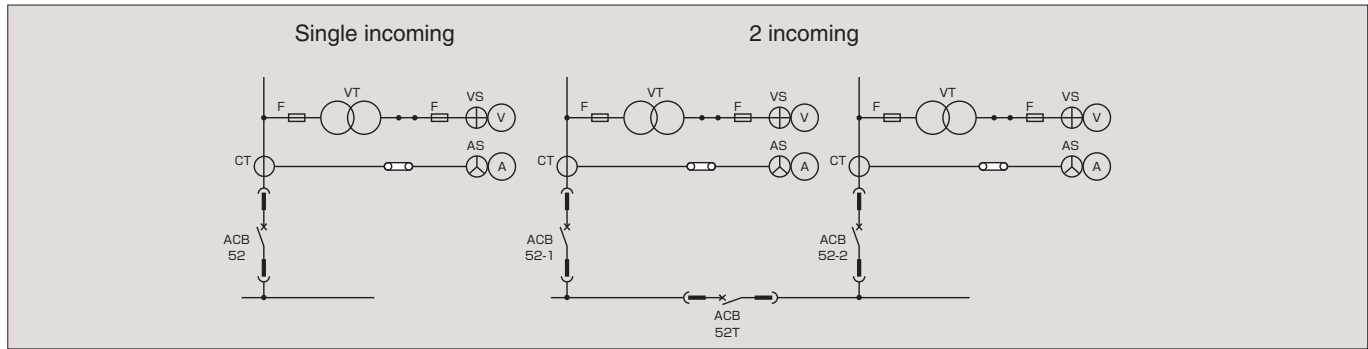 Single incoming
2 incoming
F
VT
F
VS
V
CT
AS
A
ACB
52
F
VT
F
VS
V
CT
AS
A
ACB
52-1
F
VT
F
VS
V
CT
AS
A
ACB
52-2
ACB
52T